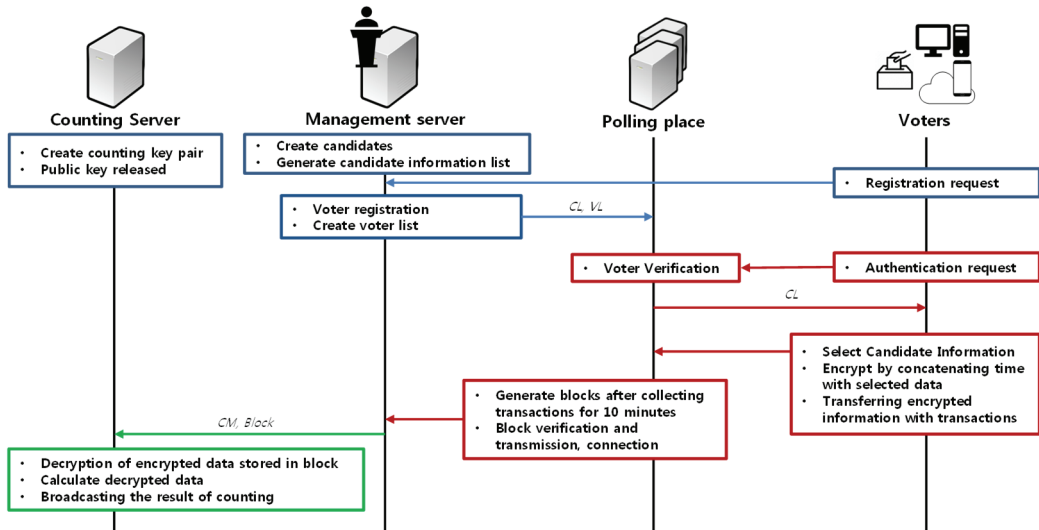 Counting Server
Management server
Polling place
Voters
• Create counting key pair
• Public key released
• Create candidates
• Generate candidate information list
• Registration request
• Voter registration
• Create voter list
CL, VL
• Voter Verification
• Authentication request
CL
• Select Candidate Information
• Encrypt by concatenating time
with selected data
• Transferring encrypted
information with transactions
• Generate blocks after collecting
transactions for 10 minutes
• Block verification and
transmission, connection
CM, Block
• Decryption of encrypted data stored in block
• Calculate decrypted data
• Broadcasting the result of counting